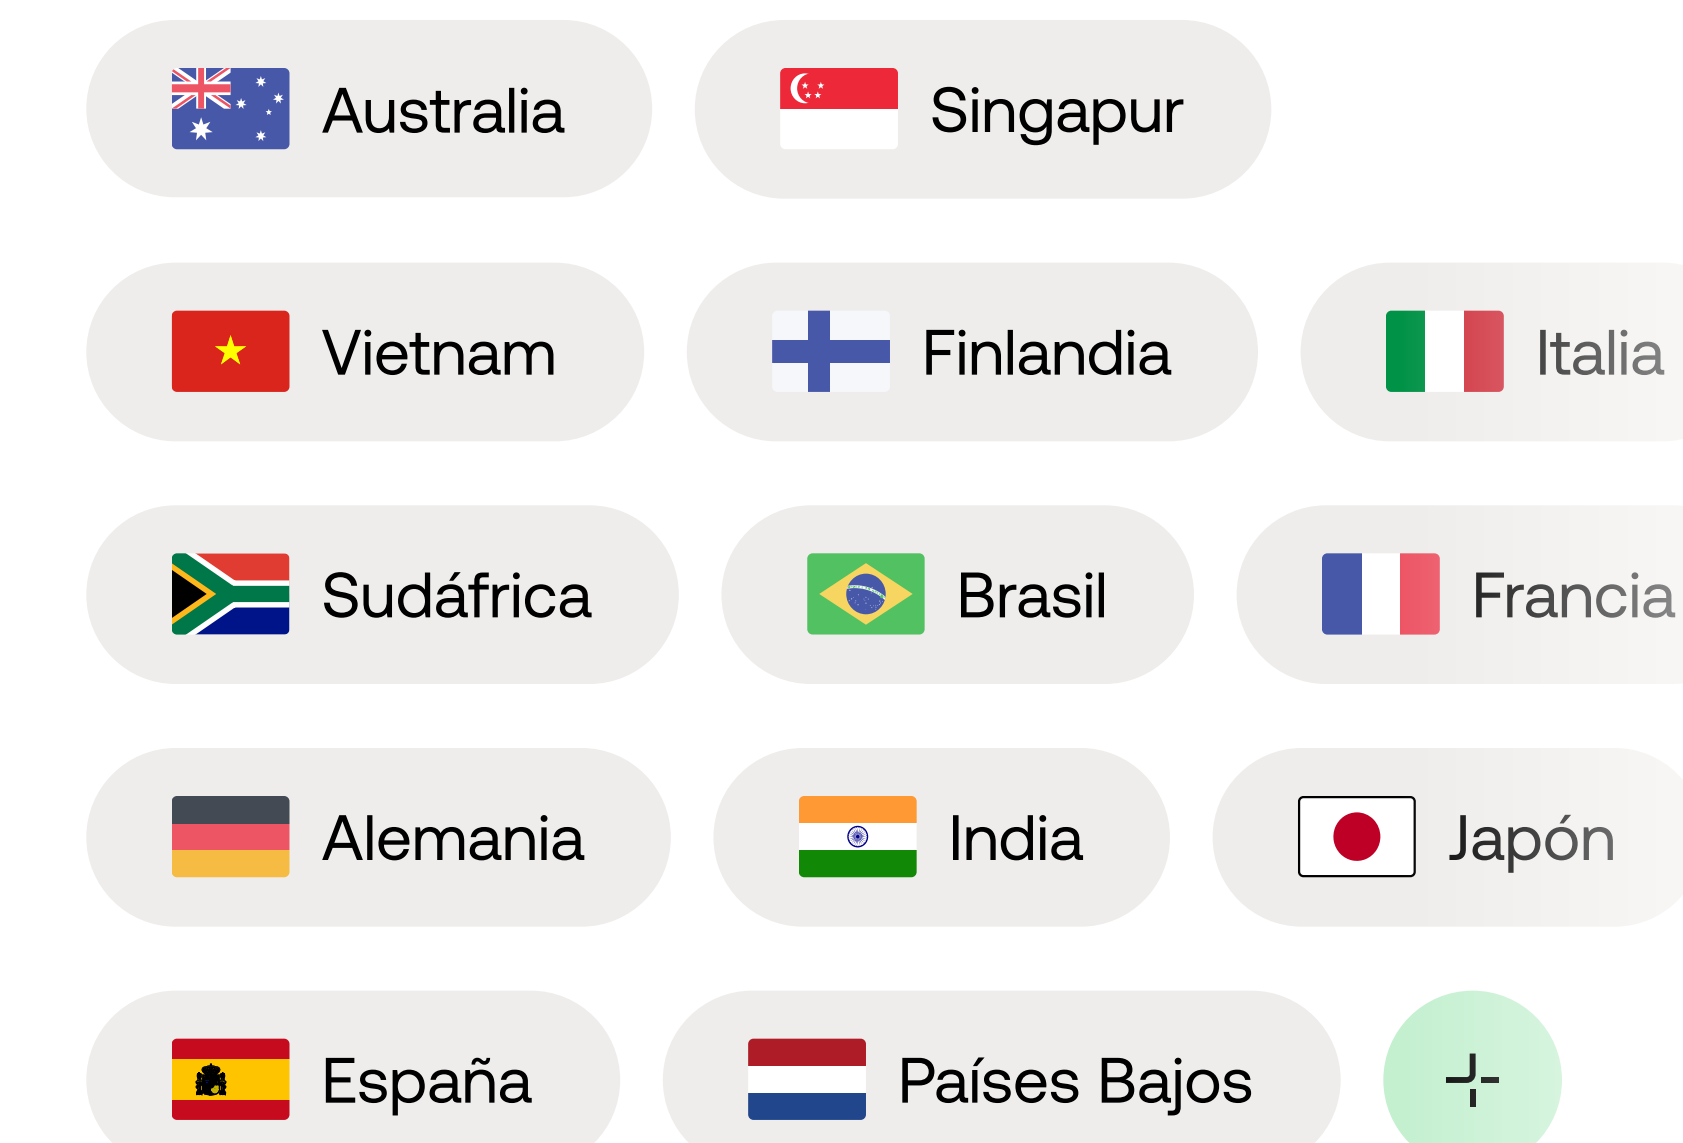 Australia Singapur
Vietnam Finlandia Italia
Sudáfrica Brasil Francia
Alemania India Japón
España Países Bajos